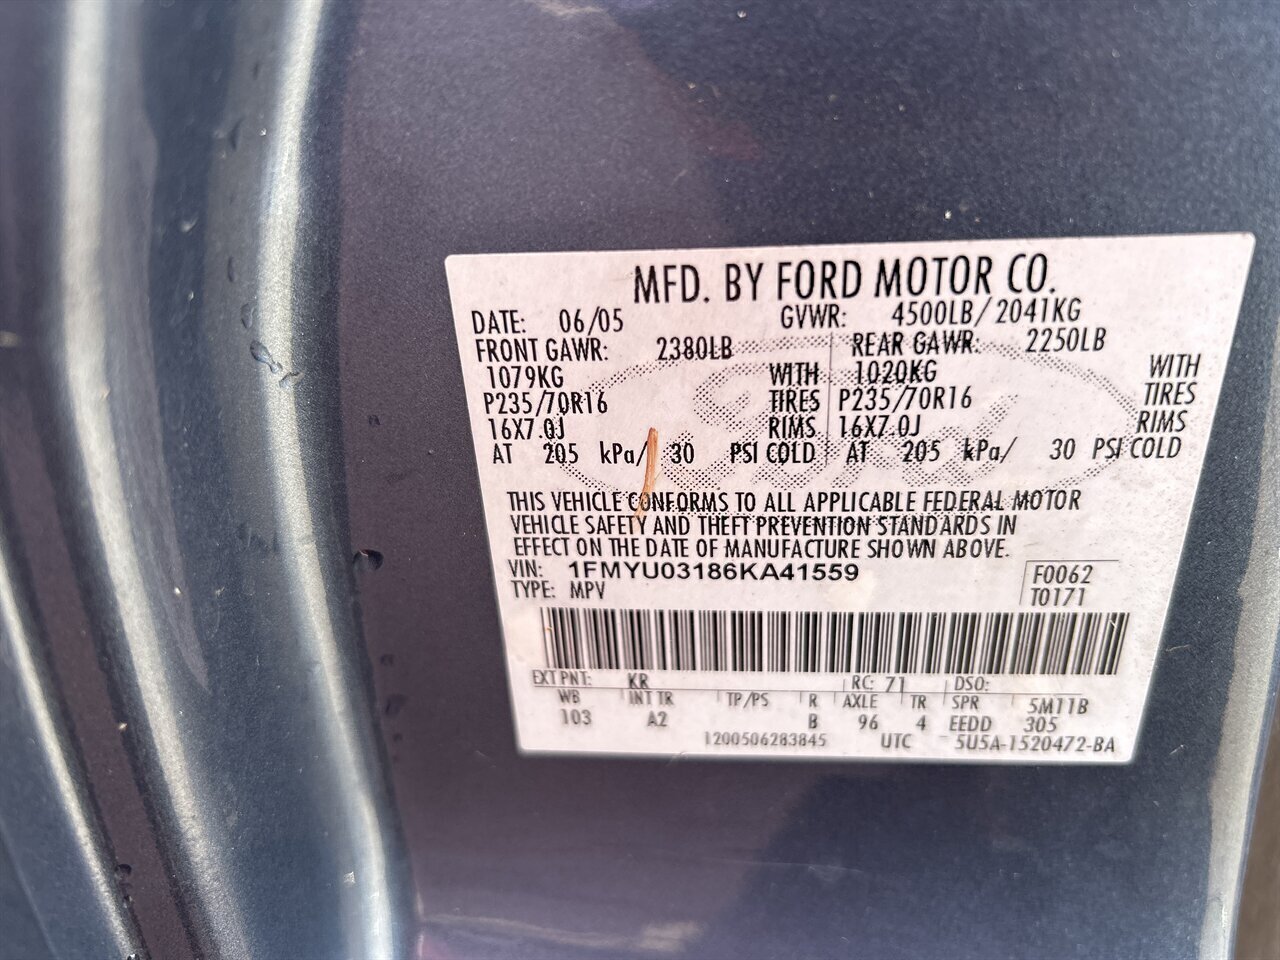 MFD. BY FORD MOTOR CO.
DATE: 06/05 GVWR: 4500LB/2041KG
FRONT GAWR: 2380LB REAR GAWR: 2250LB
1079KG WITH 1020KG WITH
P235/70R16 TIRES P235/70R16 TIRES
16X7.0J RIMS 16X7.0J RIMS
AT 205 kPa/ 30 PSI COLD AT 205 kPa/ 30 PSI COLD
THIS VEHICLE CONFORMS TO ALL APPLICABLE FEDERAL MOTOR
VEHICLE SAFETY AND THEFT PREVENTION STANDARDS IN
EFFECT ON THE DATE OF MANUFACTURE SHOWN ABOVE.
VIN: 1FMYU03186KA41559 F0062
TYPE: MPV T0171
EXT PNT: KR RC: 71 DSO:
WB INT TR TP/PS R AXLE TR SPR 5M11B
103 A2 B 96 4 EEDD 305
1200506283845 UTC 5U5A-1520472-BA